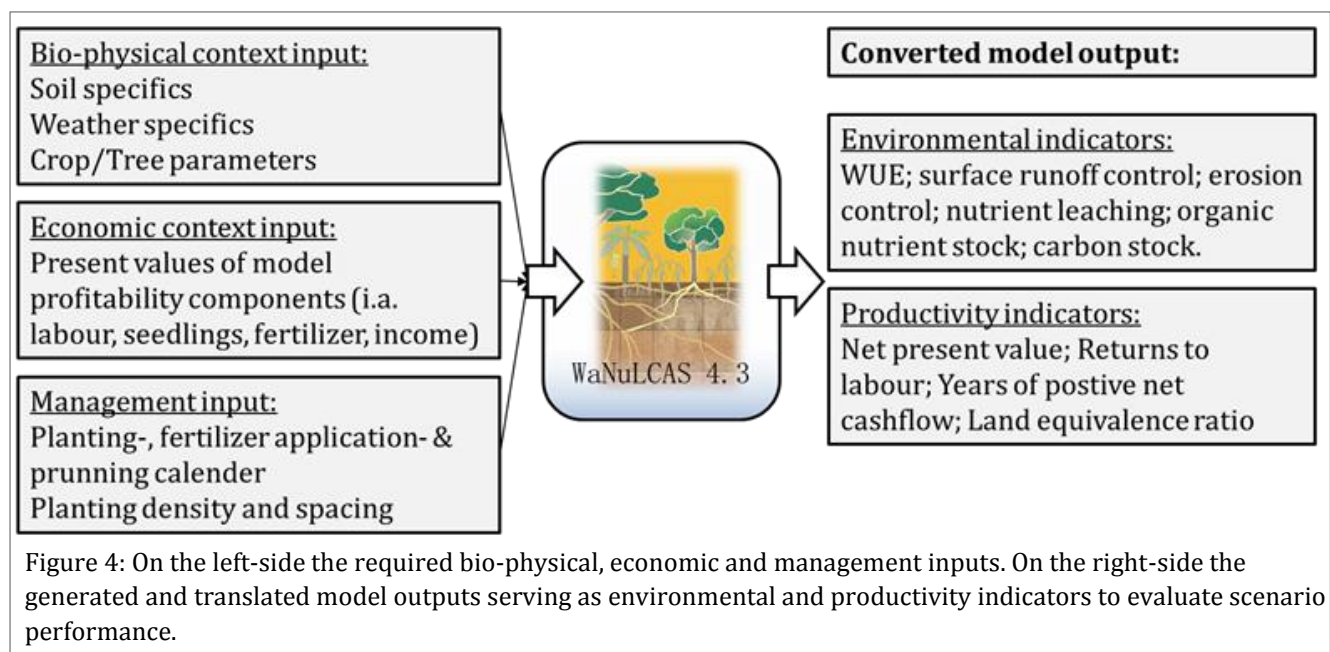 Bio-physical context input:
Soil specifics
Weather specifics
Crop/Tree parameters
Economic context input:
Present values of model
profitability components (i.a.
labour, seedlings, fertilizer, income)
Management input:
Planting-, fertilizer application- &
prunning calender
Planting density and spacing
WaNuLCAS 4.3
Converted model output:
Environmental indicators:
WUE; surface runoff control; erosion
control; nutrient leaching; organic
nutrient stock; carbon stock.
Productivity indicators:
Net present value; Returns to
labour; Years of postive net
cashflow; Land equivalence ratio
Figure 4: On the left-side the required bio-physical, economic and management inputs. On the right-side the
generated and translated model outputs serving as environmental and productivity indicators to evaluate scenario
performance.